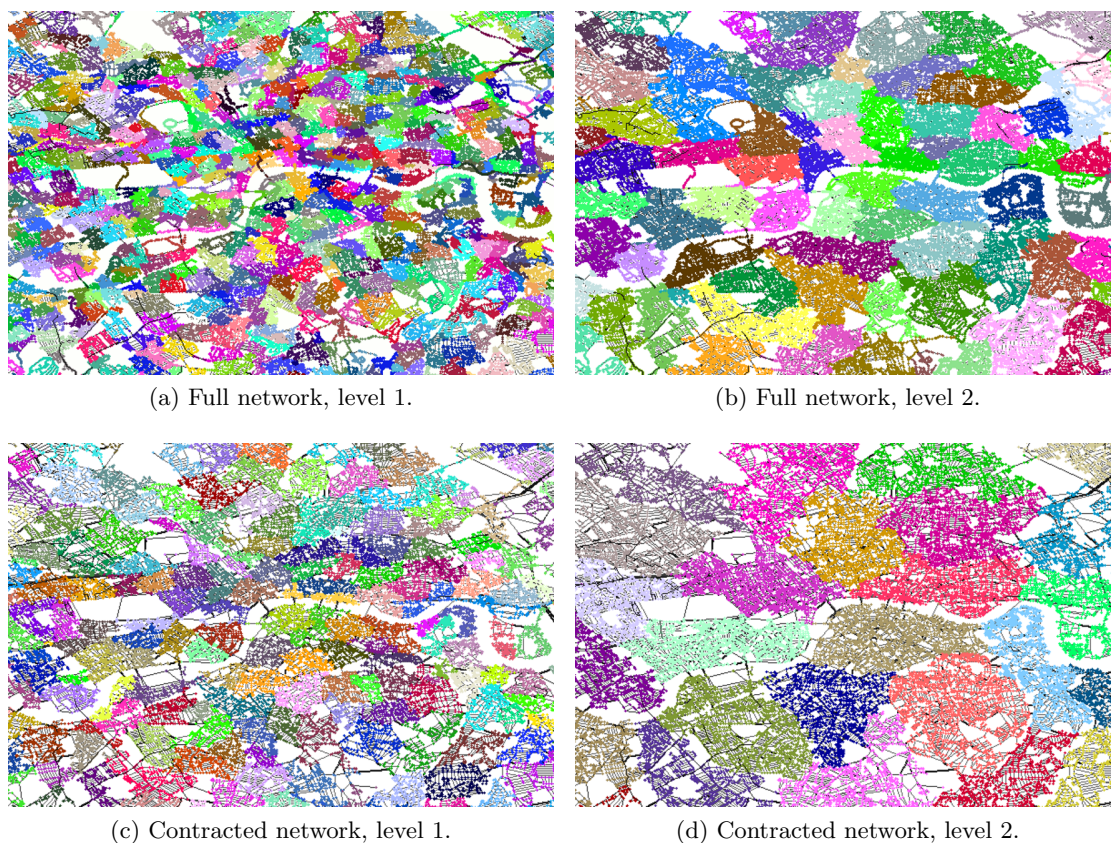 (a) Full network, level 1.
(b) Full network, level 2.
(c) Contracted network, level 1.
(d) Contracted network, level 2.